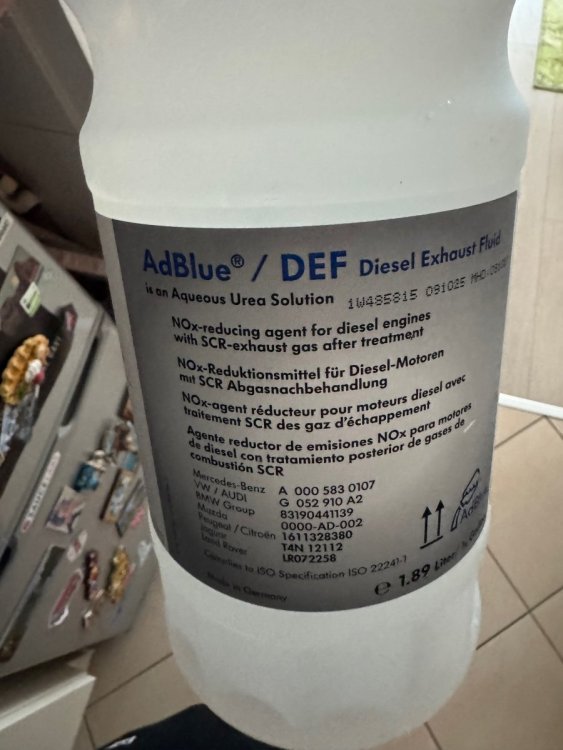 AdBlue® / DEF Diesel Exhaust Fluid
is an Aqueous Urea Solution
1W485815 091025
NOx-reducing agent for diesel engines
with SCR-exhaust gas after treatment
NOx-Reduktionsmittel für Diesel-Motoren
mit SCR Abgasnachbehandlung
NOx-agent réducteur pour moteurs diesel avec
traitement SCR des gaz d'échappement
Agente reductor de emisiones NOx para motores
de diesel con tratamiento posterior de gases de
combustión SCR
Mercedes-Benz A 000 583 0107
VW / AUDI G 052 910 A2
BMW Group 83190441139
Mazda 0000-AD-002
Peugeot / Citroën 1611328380
Jaguar T4N 12112
Land Rover LR072258
Complies to ISO Specification ISO 22241-1
Made in Germany
e 1.89 Liter